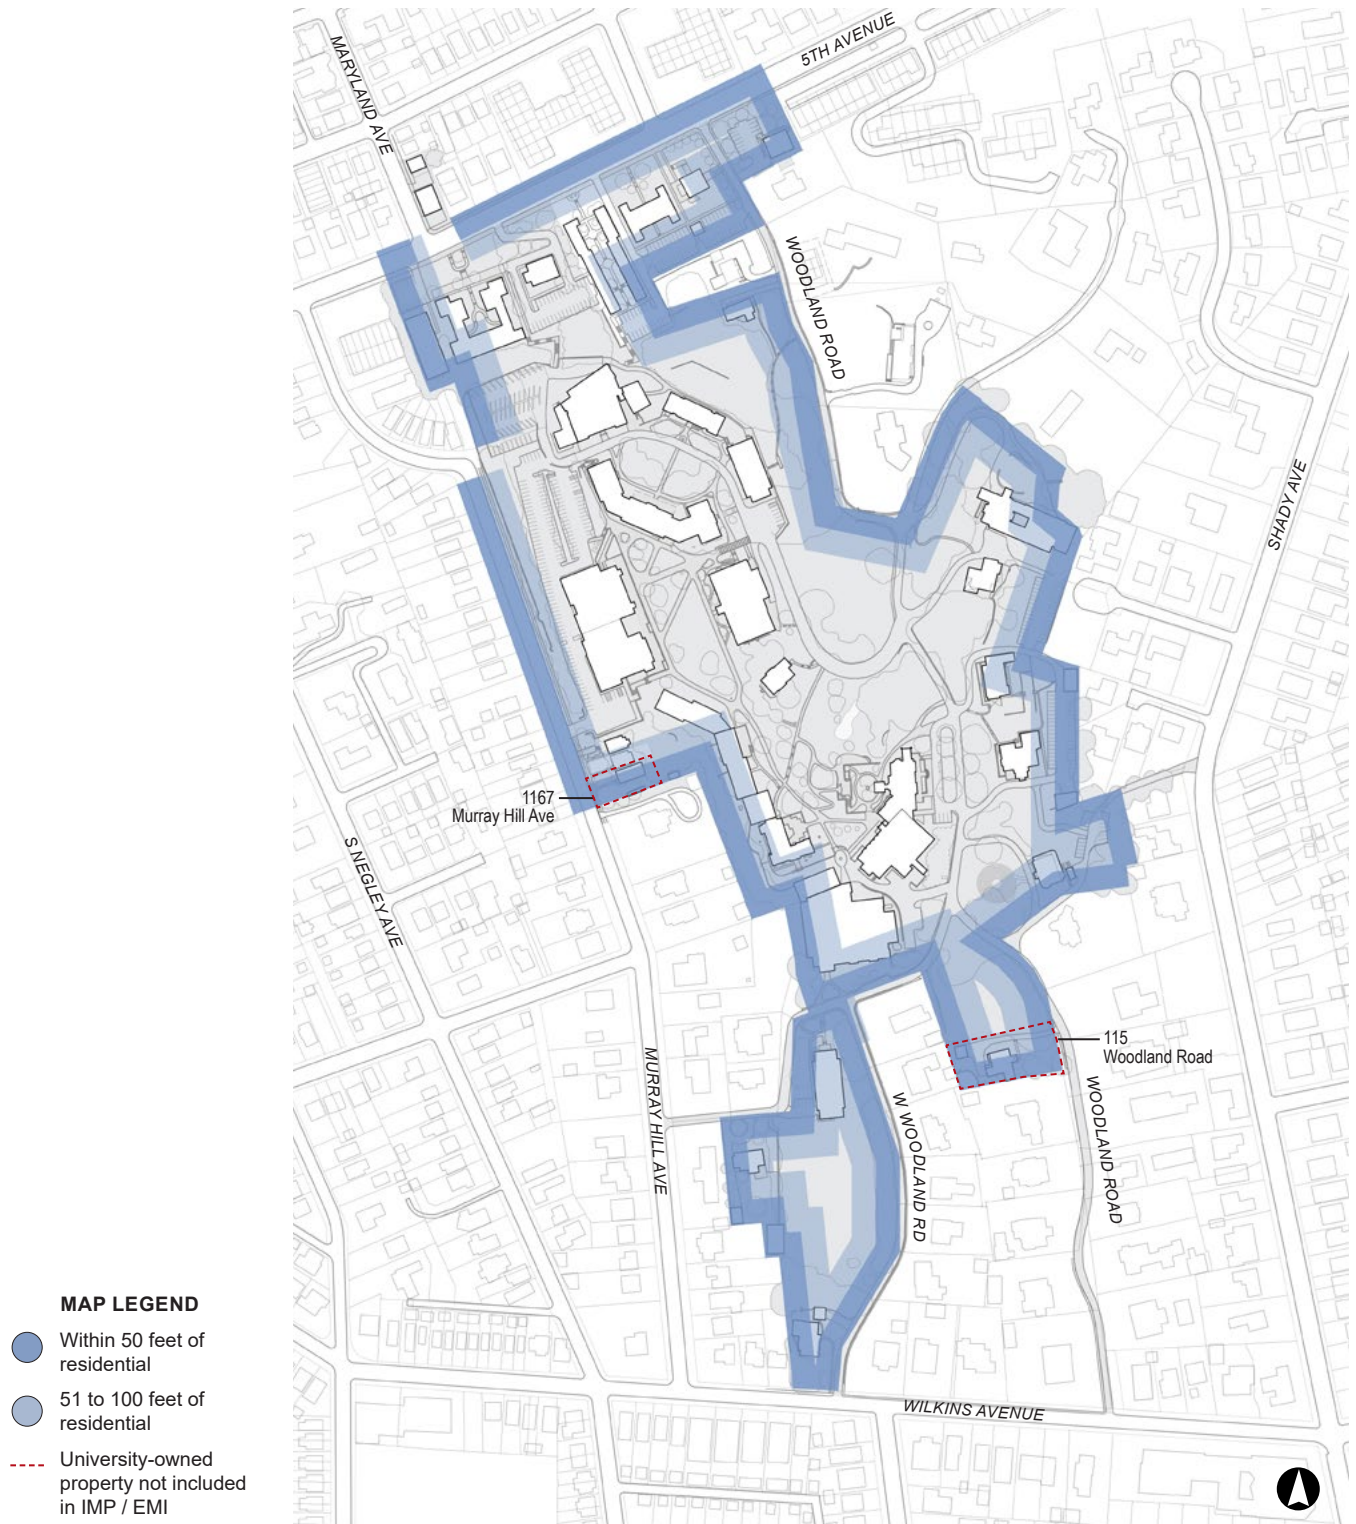 5TH AVENUE
MARYLAND AVE
WOODLAND ROAD
SHADY AVE
1167
Murray Hill Ave
S NEGLEY AVE
115
Woodland Road
MURRAY HILL AVE
W WOODLAND RD
WOODLAND ROAD
WILKINS AVENUE
MAP LEGEND
Within 50 feet of
residential
51 to 100 feet of
residential
University-owned
property not included
in IMP / EMI